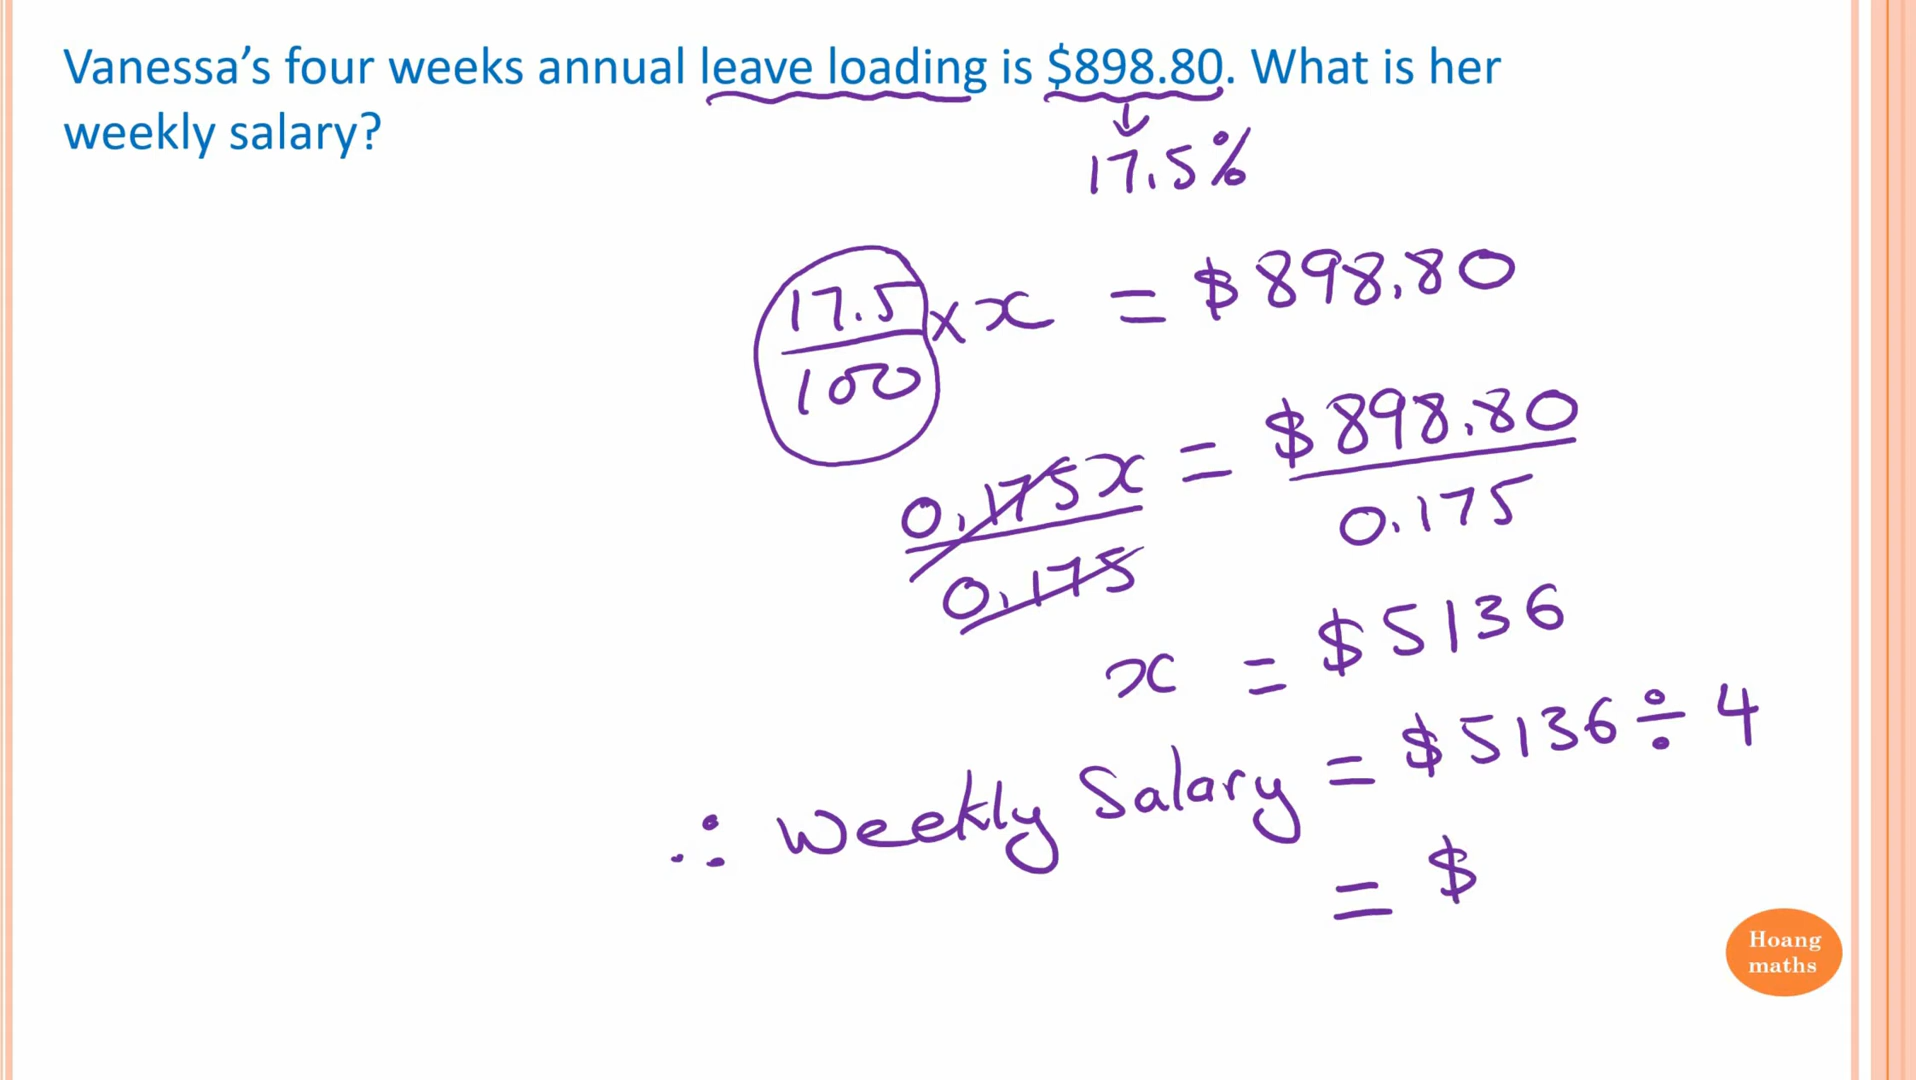 Vanessa’s four weeks annual leave loading is $898.80. What is her
weekly salary?
17.5%
17.5
100
× x = $898.80
0.175x = $898.80
0.175 0.175
x = $5136
∴ Weekly Salary = $5136 ÷ 4
= $
Hoang
maths